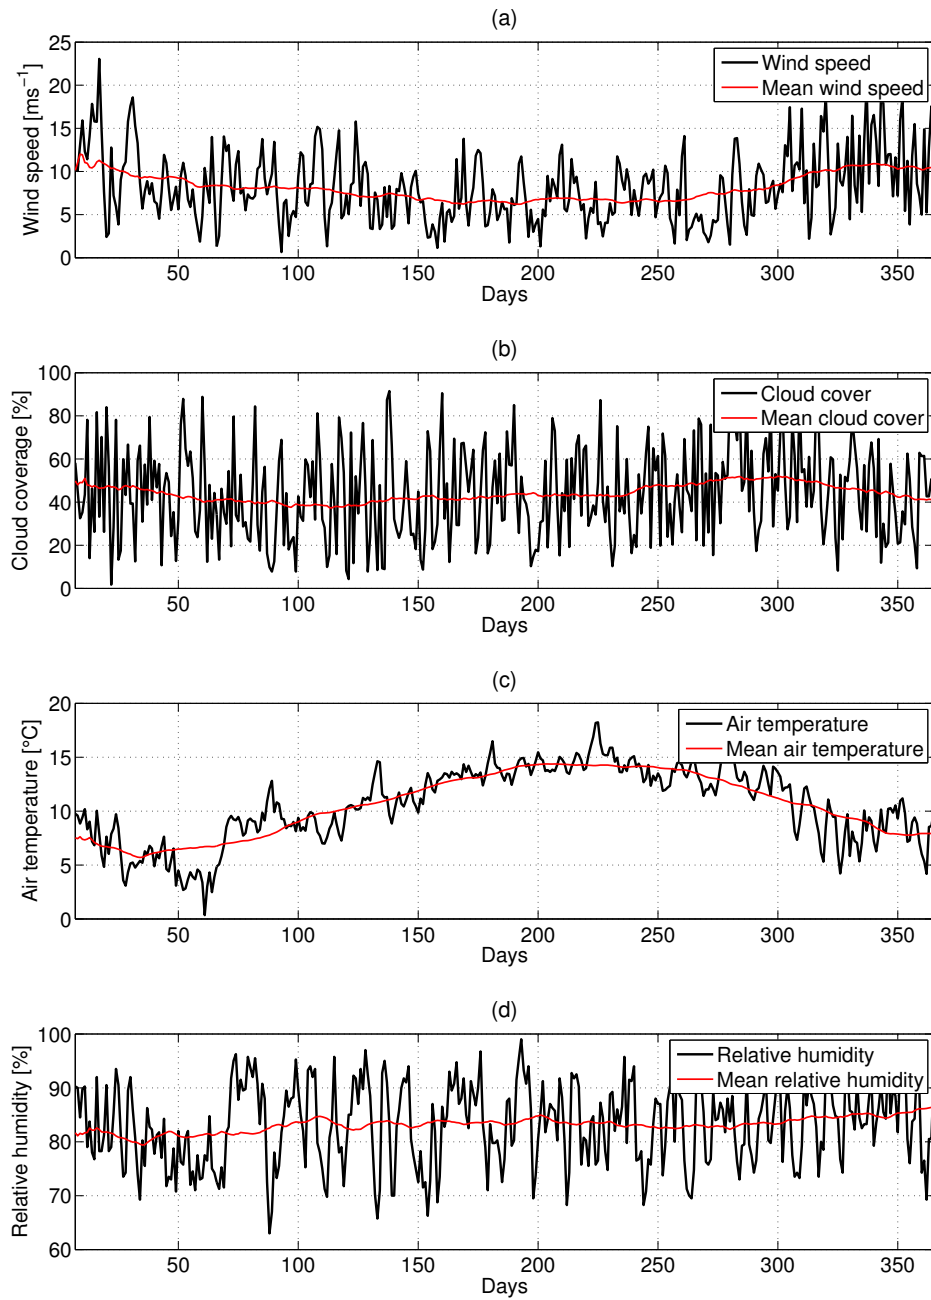 (a)
25
20
15
10
5
0
Wind speed [ms⁻¹]
Wind speed
Mean wind speed
50 100 150 200 250 300 350
Days
(b)
100
80
60
40
20
0
Cloud coverage [%]
Cloud cover
Mean cloud cover
50 100 150 200 250 300 350
Days
(c)
20
15
10
5
0
Air temperature [°C]
Air temperature
Mean air temperature
50 100 150 200 250 300 350
Days
(d)
100
90
80
70
60
Relative humidity [%]
Relative humidity
Mean relative humidity
50 100 150 200 250 300 350
Days